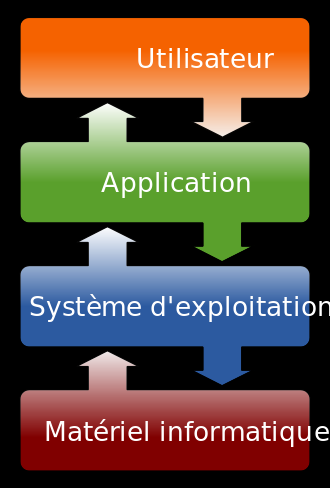 Utilisateur
Application
Système d'exploitation
Matériel informatique